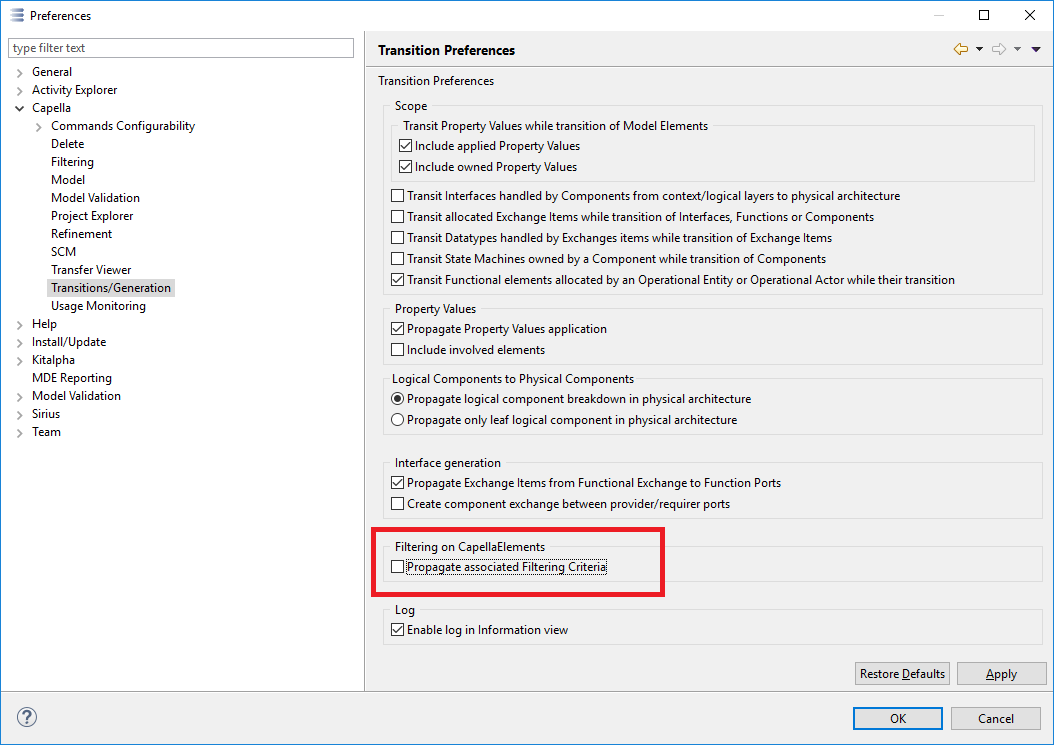 Preferences
type filter text
General
Activity Explorer
Capella
Commands Configurability
Delete
Filtering
Model
Model Validation
Project Explorer
Refinement
SCM
Transfer Viewer
Transitions/Generation
Usage Monitoring
Help
Install/Update
Kitalpha
MDE Reporting
Model Validation
Sirius
Team
Transition Preferences
Transition Preferences
Scope
Transit Property Values while transition of Model Elements
Include applied Property Values
Include owned Property Values
Transit Interfaces handled by Components from context/logical layers to physical architecture
Transit allocated Exchange Items while transition of Interfaces, Functions or Components
Transit Datatypes handled by Exchanges items while transition of Exchange Items
Transit State Machines owned by a Component while transition of Components
Transit Functional elements allocated by an Operational Entity or Operational Actor while their transition
Property Values
Propagate Property Values application
Include involved elements
Logical Components to Physical Components
Propagate logical component breakdown in physical architecture
Propagate only leaf logical component in physical architecture
Interface generation
Propagate Exchange Items from Functional Exchange to Function Ports
Create component exchange between provider/requirer ports
Filtering on CapellaElements
Propagate associated Filtering Criteria
Log
Enable log in Information view
Restore Defaults
Apply
?
OK
Cancel